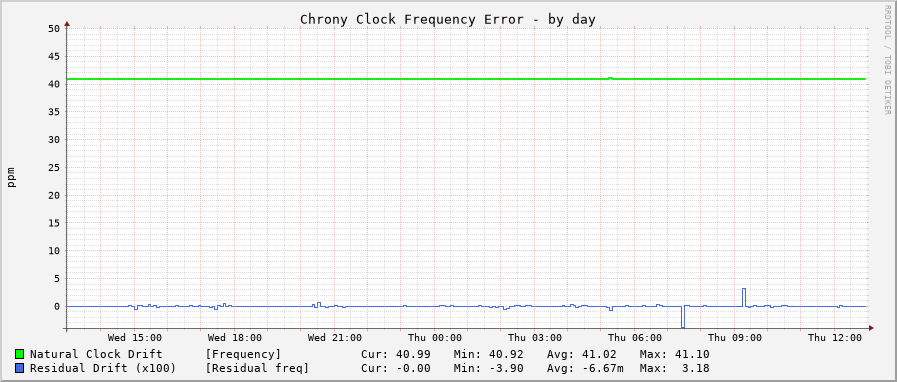 Chrony Clock Frequency Error - by day
RRDTOOL / TOBI OETIKER
ppm
50
45
40
35
30
25
20
15
10
5
0
Wed 15:00 Wed 18:00 Wed 21:00 Thu 00:00 Thu 03:00 Thu 06:00 Thu 09:00 Thu 12:00
Natural Clock Drift [Frequency] Cur: 40.99 Min: 40.92 Avg: 41.02 Max: 41.10
Residual Drift (x100) [Residual freq] Cur: -0.00 Min: -3.90 Avg: -6.67m Max: 3.18